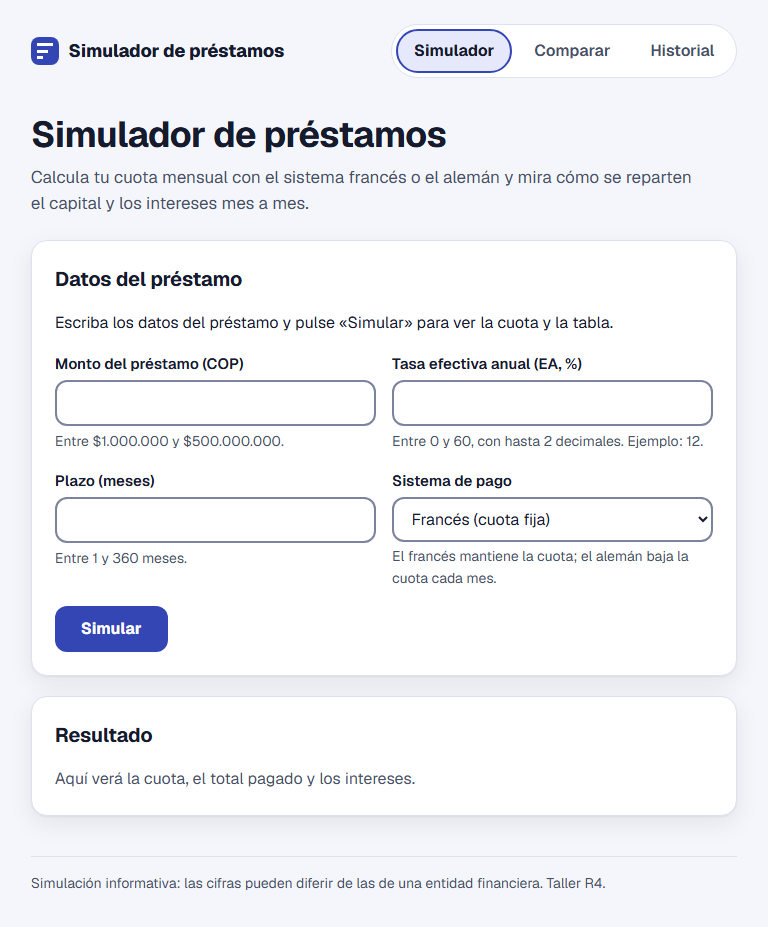 Simulador de préstamos
Simulador
Comparar
Historial
Simulador de préstamos
Calcula tu cuota mensual con el sistema francés o el alemán y mira cómo se reparten
el capital y los intereses mes a mes.
Datos del préstamo
Escriba los datos del préstamo y pulse «Simular» para ver la cuota y la tabla.
Monto del préstamo (COP)
Entre $1.000.000 y $500.000.000.
Tasa efectiva anual (EA, %)
Entre 0 y 60, con hasta 2 decimales. Ejemplo: 12.
Plazo (meses)
Entre 1 y 360 meses.
Sistema de pago
Francés (cuota fija)
El francés mantiene la cuota; el alemán baja la
cuota cada mes.
Simular
Resultado
Aquí verá la cuota, el total pagado y los intereses.
Simulación informativa: las cifras pueden diferir de las de una entidad financiera. Taller R4.